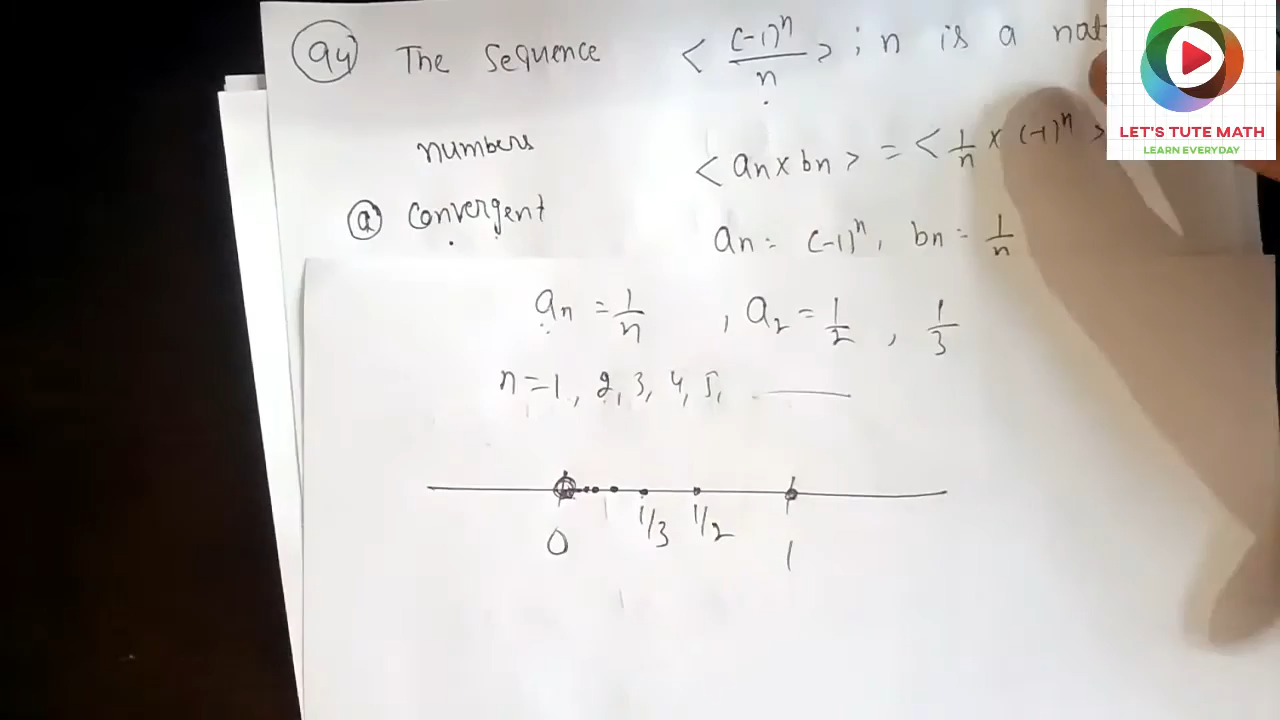 Q4 The Sequence < (-1)^n / n > ; n is a nat
numbers
< an x bn > = < 1/n x (-1)^n >
(a) Convergent
an = (-1)^n, bn = 1/n
an = 1/n , a2 = 1/2 , 1/3
n = 1, 2, 3, 4, 5, ———
1/3 1/2
0 1
LET'S TUTE MATH
LEARN EVERYDAY